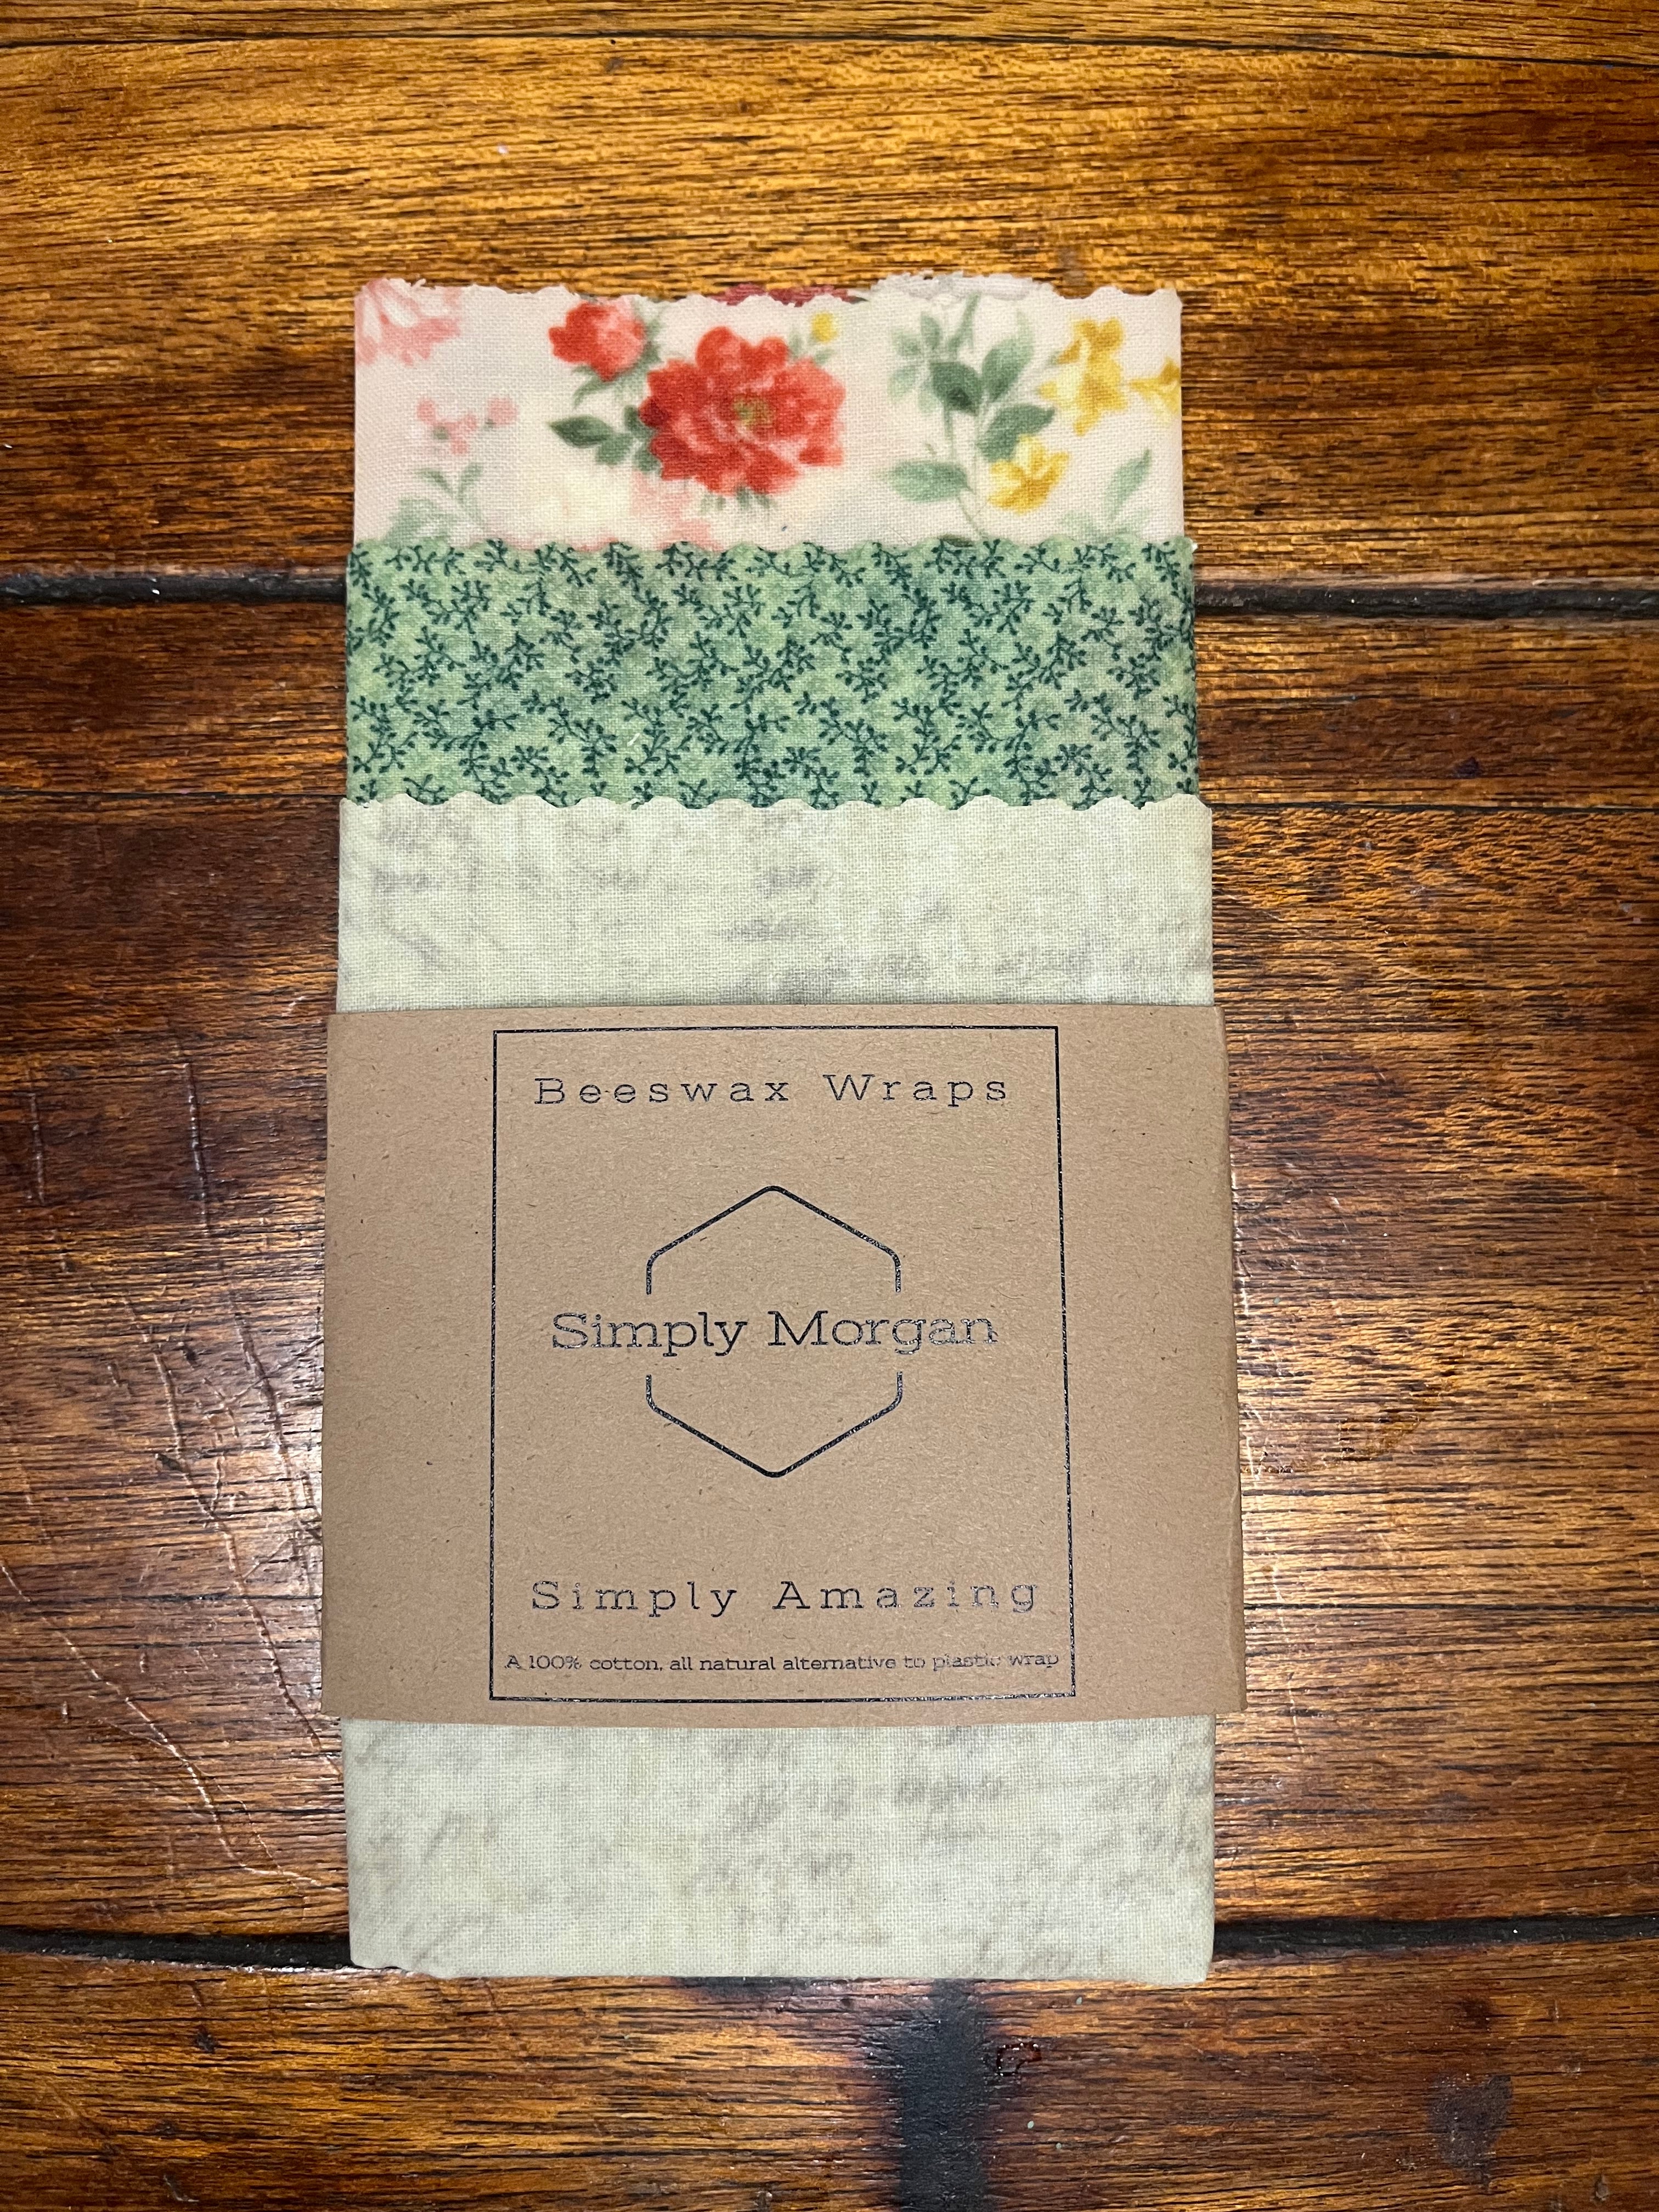 Beeswax Wraps
Simply Morgan
Simply Amazing
A 100% cotton, all natural alternative to plastic wrap